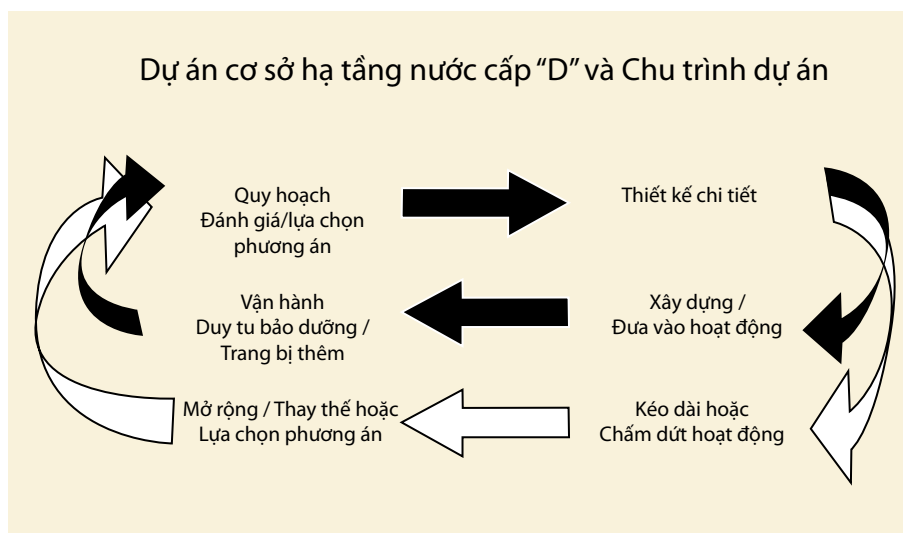 Dự án cơ sở hạ tầng nước cấp “D” và Chu trình dự án
Quy hoạch
Đánh giá/lựa chọn
phương án
Thiết kế chi tiết
Vận hành
Duy tu bảo dưỡng /
Trang bị thêm
Xây dựng /
Đưa vào hoạt động
Mở rộng / Thay thế hoặc
Lựa chọn phương án
Kéo dài hoặc
Chấm dứt hoạt động